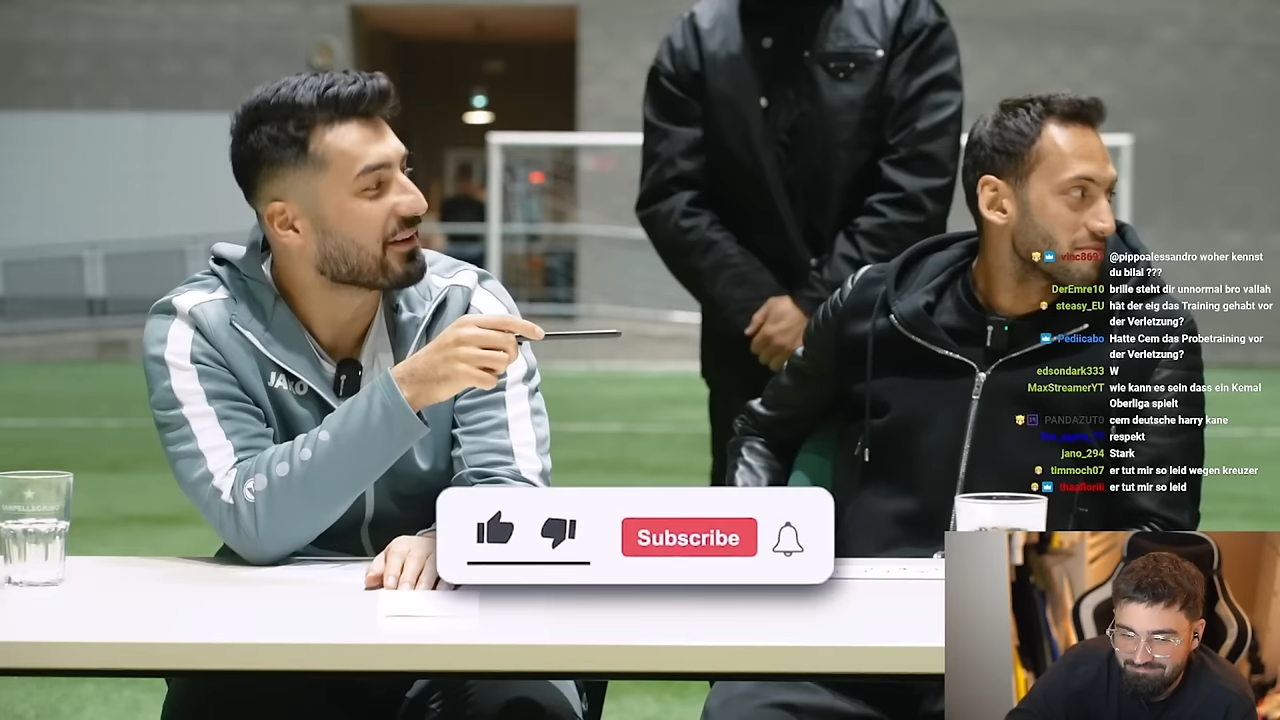 JAKO
@pippoalessandro woher kennst
du bilal ???
DerEmre10 brille steht dir unnormal bro vallah
steasy_EU hät der eig das Training gehabt vor
der Verletzung?
Pediicabo Hatte Cem das Probetraining vor
der Verletzung?
edsondark333 W
MaxStreamerYT wie kann es sein dass ein Kemal
Oberliga spielt
PANDAZUT0 cem deutsche harry kane
respekt
jano_294 Stark
timmoch07 er tut mir so leid wegen kreuzer
er tut mir so leid
Subscribe